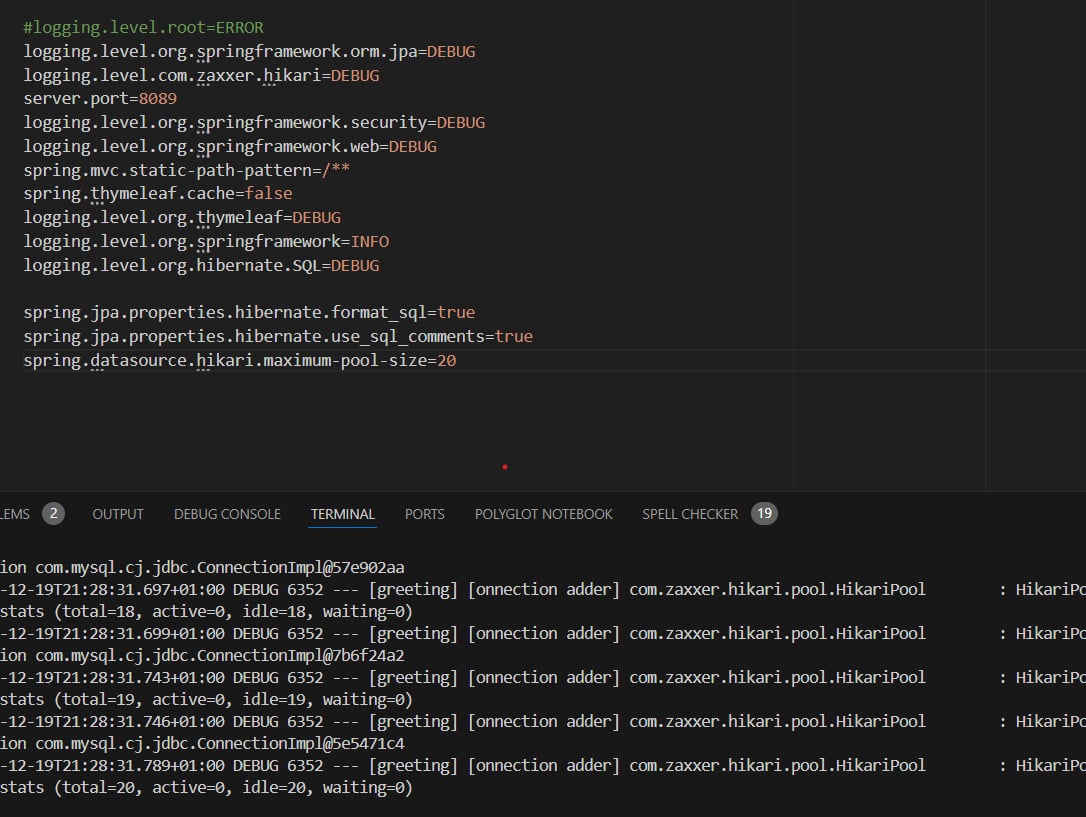 #logging.level.root=ERROR
logging.level.org.springframework.orm.jpa=DEBUG
logging.level.com.zaxxer.hikari=DEBUG
server.port=8089
logging.level.org.springframework.security=DEBUG
logging.level.org.springframework.web=DEBUG
spring.mvc.static-path-pattern=/**
spring.thymeleaf.cache=false
logging.level.org.thymeleaf=DEBUG
logging.level.org.springframework=INFO
logging.level.org.hibernate.SQL=DEBUG
spring.jpa.properties.hibernate.format_sql=true
spring.jpa.properties.hibernate.use_sql_comments=true
spring.datasource.hikari.maximum-pool-size=20
LEMS 2 OUTPUT DEBUG CONSOLE TERMINAL PORTS POLYGLOT NOTEBOOK SPELL CHECKER 19
ion com.mysql.cj.jdbc.ConnectionImpl@57e902aa
-12-19T21:28:31.697+01:00 DEBUG 6352 --- [greeting] [onnection adder] com.zaxxer.hikari.pool.HikariPool : HikariPo
stats (total=18, active=0, idle=18, waiting=0)
-12-19T21:28:31.699+01:00 DEBUG 6352 --- [greeting] [onnection adder] com.zaxxer.hikari.pool.HikariPool : HikariPo
ion com.mysql.cj.jdbc.ConnectionImpl@7b6f24a2
-12-19T21:28:31.743+01:00 DEBUG 6352 --- [greeting] [onnection adder] com.zaxxer.hikari.pool.HikariPool : HikariPo
stats (total=19, active=0, idle=19, waiting=0)
-12-19T21:28:31.746+01:00 DEBUG 6352 --- [greeting] [onnection adder] com.zaxxer.hikari.pool.HikariPool : HikariPo
ion com.mysql.cj.jdbc.ConnectionImpl@5e5471c4
-12-19T21:28:31.789+01:00 DEBUG 6352 --- [greeting] [onnection adder] com.zaxxer.hikari.pool.HikariPool : HikariPo
stats (total=20, active=0, idle=20, waiting=0)